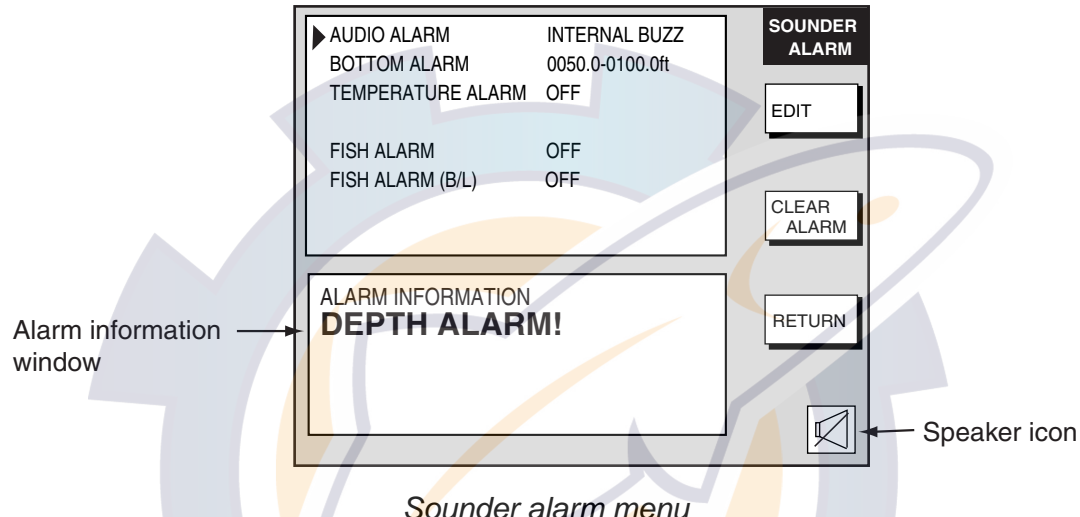 AUDIO ALARM INTERNAL BUZZ
BOTTOM ALARM 0050.0-0100.0ft
TEMPERATURE ALARM OFF
FISH ALARM OFF
FISH ALARM (B/L) OFF
SOUNDER
ALARM
EDIT
CLEAR
ALARM
RETURN
ALARM INFORMATION
DEPTH ALARM!
Alarm information
window
Speaker icon
Sounder alarm menu